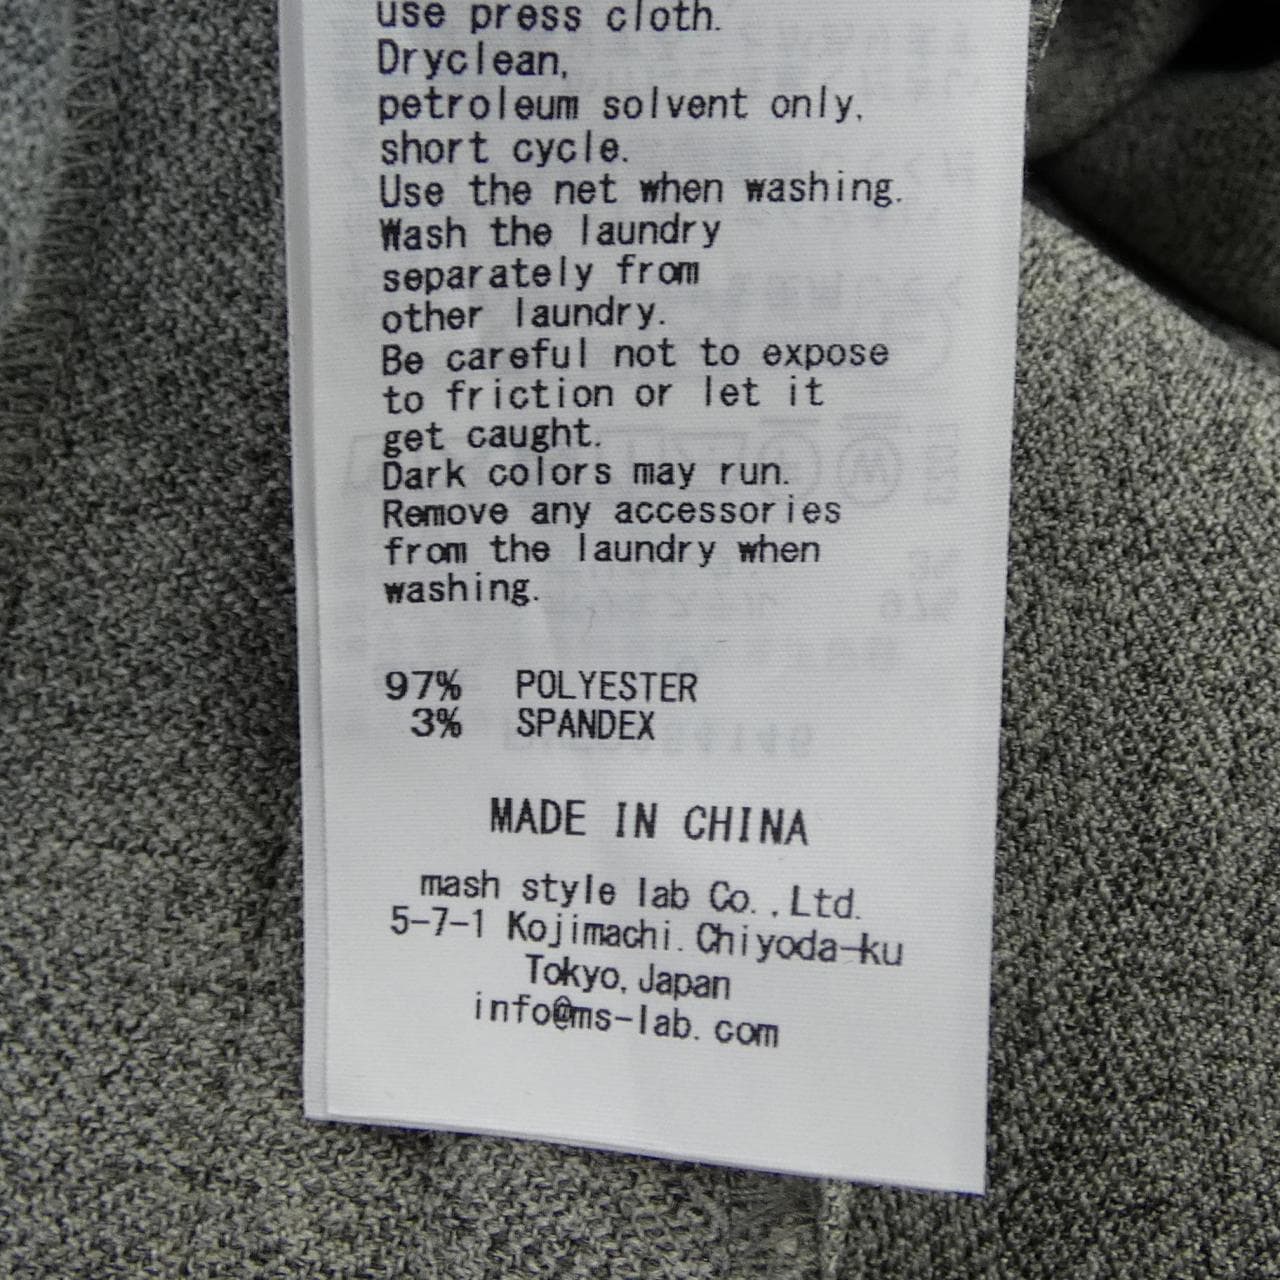 use press cloth.
Dryclean,
petroleum solvent only,
short cycle.
Use the net when washing.
Wash the laundry
separately from
other laundry.
Be careful not to expose
to friction or let it
get caught.
Dark colors may run.
Remove any accessories
from the laundry when
washing.
97% POLYESTER
3% SPANDEX
MADE IN CHINA
mash style lab Co.,Ltd.
5-7-1 Kojimachi.Chiyoda-ku
Tokyo,Japan
info@ms-lab.com